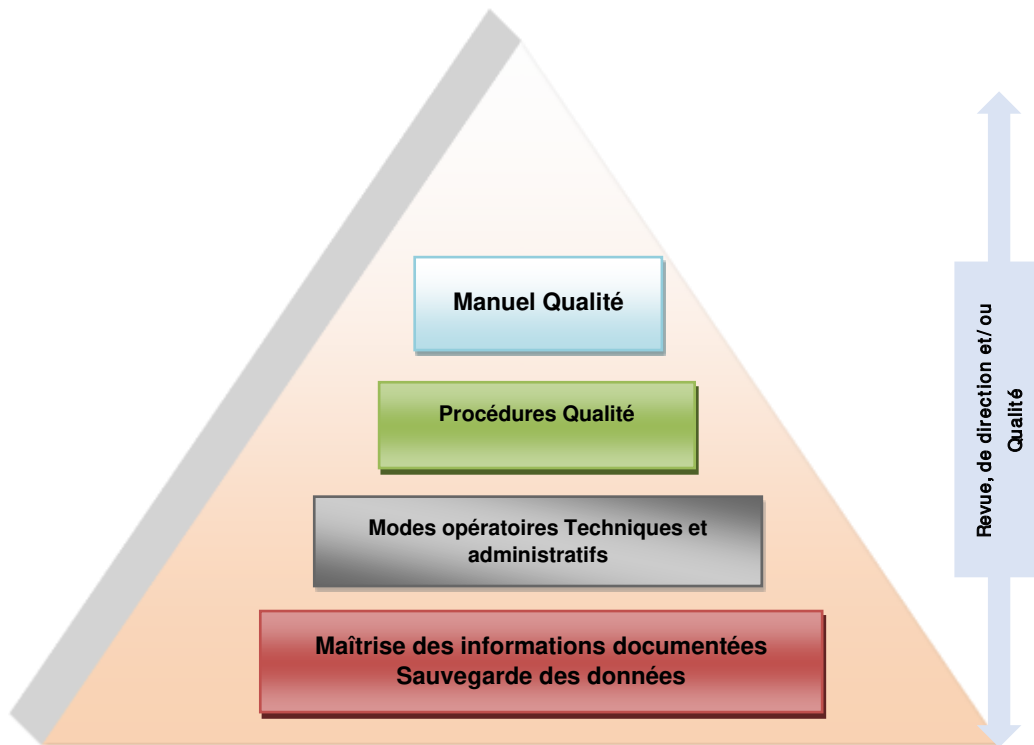 Manuel Qualité
Procédures Qualité
Modes opératoires Techniques et
administratifs
Maîtrise des informations documentées
Sauvegarde des données
Revue, de direction et/ou
Qualité